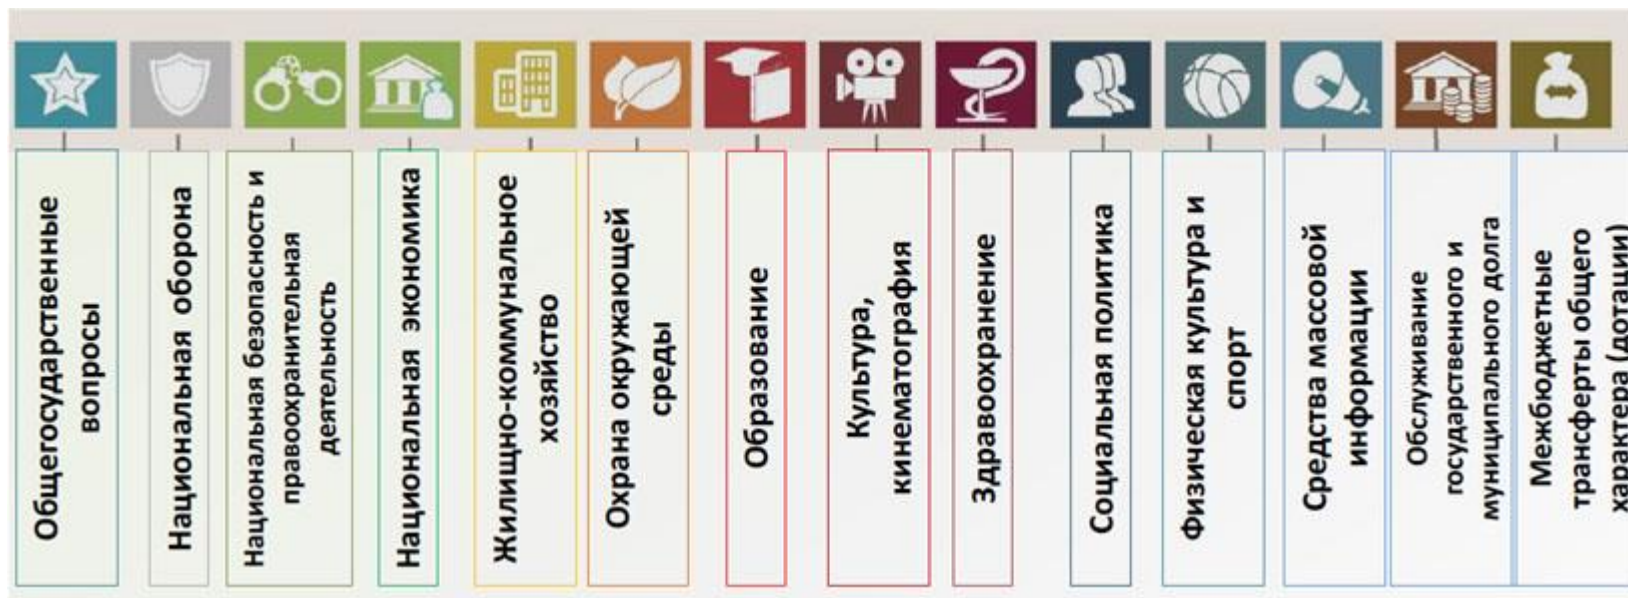 Общегосударственные
вопросы
Национальная оборона
Национальная безопасность и
правоохранительная
деятельность
Национальная экономика
Жилищно-коммунальное
хозяйство
Охрана окружающей
среды
Образование
Культура,
кинематография
Здравоохранение
Социальная политика
Физическая культура и
спорт
Средства массовой
информации
Обслуживание
государственного и
муниципального долга
Межбюджетные
трансферты общего
характера (дотации)